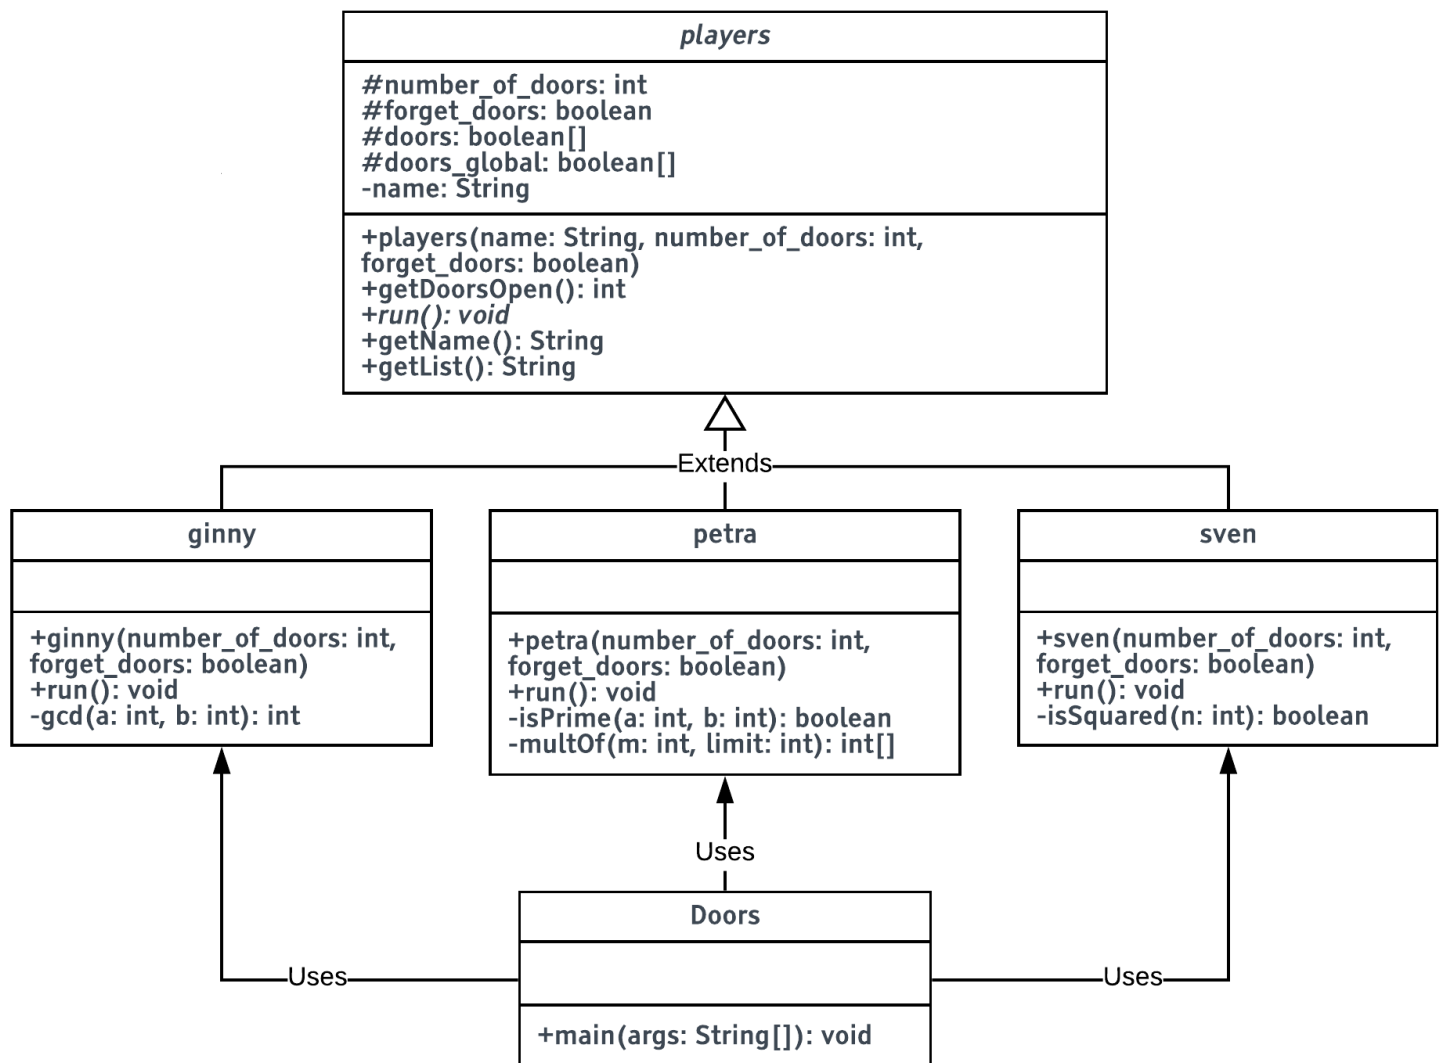 players
#number_of_doors: int
#forget_doors: boolean
#doors: boolean[]
#doors_global: boolean[]
-name: String
+players(name: String, number_of_doors: int,
forget_doors: boolean)
+getDoorsOpen(): int
+run(): void
+getName(): String
+getList(): String
Extends
ginny
+ginny(number_of_doors: int,
forget_doors: boolean)
+run(): void
-gcd(a: int, b: int): int
petra
+petra(number_of_doors: int,
forget_doors: boolean)
+run(): void
-isPrime(a: int, b: int): boolean
-multOf(m: int, limit: int): int[]
sven
+sven(number_of_doors: int,
forget_doors: boolean)
+run(): void
-isSquared(n: int): boolean
Uses
Doors
Uses
Uses
+main(args: String[]): void